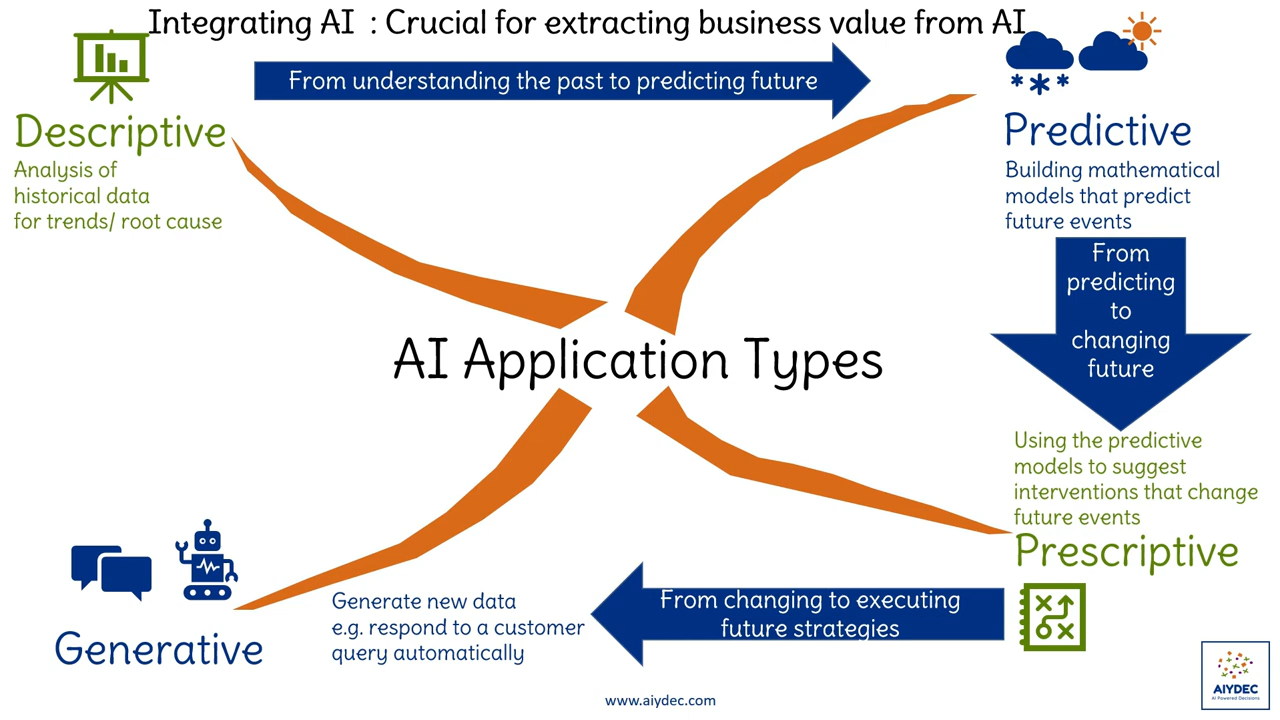 Integrating AI : Crucial for extracting business value from AI
From understanding the past to predicting future
Descriptive
Analysis of
historical data
for trends/ root cause
Predictive
Building mathematical
models that predict
future events
From
predicting
to
changing
future
AI Application Types
Using the predictive
models to suggest
interventions that change
future events
Prescriptive
From changing to executing
future strategies
Generate new data
e.g. respond to a customer
query automatically
Generative
www.aiydec.com
AIYDEC
AI Powered Decisions